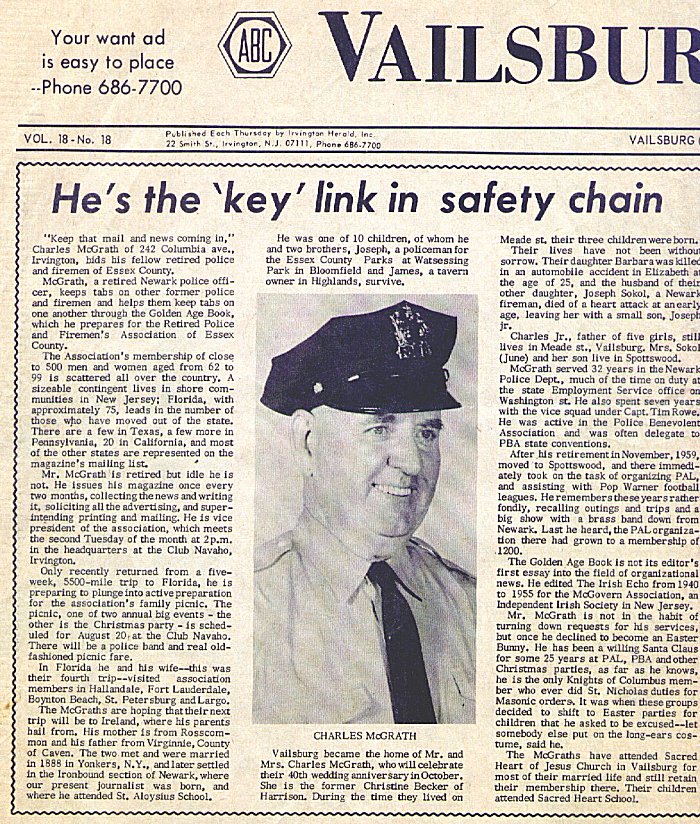 Your want ad
is easy to place
--Phone 686-7700
ABC
VAILSBUR
VOL. 18 - No. 18
Published Each Thursday by Irvington Herald, Inc.
22 Smith St., Irvington, N.J. 07111, Phone 686-7700
VAILSBURG (
He's the 'key' link in safety chain
"Keep that mail and news coming in,"
Charles McGrath of 242 Columbia ave.,
Irvington, bids his fellow retired police
and firemen of Essex County.
McGrath, a retired Newark police offi-
cer, keeps tabs on other former police
and firemen and helps them keep tabs on
one another through the Golden Age Book,
which he prepares for the Retired Police
and Firemen's Association of Essex
County.
The Association's membership of close
to 500 men and women aged from 62 to
99 is scattered all over the country. A
sizeable contingent lives in shore com-
munities in New Jersey; Florida, with
approximately 75, leads in the number of
those who have moved out of the state.
There are a few in Texas, a few more in
Pennsylvania, 20 in California, and most
of the other states are represented on the
magazine's mailing list.
Mr. McGrath is retired but idle he is
not. He issues his magazine once every
two months, collecting the news and writing
it, soliciting all the advertising, and super-
intending printing and mailing. He is vice
president of the association, which meets
the second Tuesday of the month at 2 p.m.
in the headquarters at the Club Navaho,
Irvington.
Only recently returned from a five-
week, 5500-mile trip to Florida, he is
preparing to plunge into active preparation
for the association's family picnic. The
picnic, one of two annual big events - the
other is the Christmas party - is sched-
uled for August 20, at the Club Navaho.
There will be a police band and real old-
fashioned picnic fare.
In Florida he and his wife--this was
their fourth trip--visited association
members in Hallandale, Fort Lauderdale,
Boynton Beach, St. Petersburg and Largo.
The McGraths are hoping that their next
trip will be to Ireland, where his parents
hail from. His mother is from Rosscom-
mon and his father from Virginnie, County
of Caven. The two met and were married
in 1888 in Yonkers, N.Y., and later settled
in the Ironbound section of Newark, where
our present journalist was born, and
where he attended St. Aloysius School.
He was one of 10 children, of whom he
and two brothers, Joseph, a policeman for
the Essex County Parks at Watsessing
Park in Bloomfield and James, a tavern
owner in Highlands, survive.
CHARLES McGRATH
Vailsburg became the home of Mr. and
Mrs. Charles McGrath, who will celebrate
their 40th wedding anniversary in October.
She is the former Christine Becker of
Harrison. During the time they lived on
Meade st. their three children were born.
Their lives have not been without
sorrow. Their daughter Barbara was killed
in an automobile accident in Elizabeth at
the age of 25, and the husband of their
other daughter, Joseph Sokol, a Newark
fireman, died of a heart attack at an early
age, leaving her with a small son, Joseph
jr.
Charles Jr., father of five girls, still
lives in Meade st., Vailsburg. Mrs. Sokol
(June) and her son live in Spottswood.
McGrath served 32 years in the Newark
Police Dept., much of the time on duty at
the state Employment Service office on
Washington st. He also spent seven years
with the vice squad under Capt. Tim Rowe.
He was active in the Police Benevolent
Association and was often delegate to
PBA state conventions.
After his retirement in November, 1959,
moved to Spottswood, and there immedi-
ately took on the task of organizing PAL,
and assisting with Pop Warner football
leagues. He remembers these years rather
fondly, recalling outings and trips and a
big show with a brass band down from
Newark. Last he heard, the PAL organiza-
tion there had grown to a membership of
1200.
The Golden Age Book is not its editor's
first essay into the field of organizational
news. He edited The Irish Echo from 1940
to 1955 for the McGovern Association, an
Independent Irish Society in New Jersey.
Mr. McGrath is not in the habit of
turning down requests for his services,
but once he declined to become an Easter
Bunny. He has been a willing Santa Claus
for some 25 years at PAL, PBA and other
Christmas parties, as far as he knows,
he is the only Knights of Columbus mem-
ber who ever did St. Nicholas duties for
Masonic orders. It was when these groups
decided to shift to Easter parties for
children that he asked to be excused--let
somebody else put on the long-ears cos-
tume, said he.
The McGraths have attended Sacred
Heart of Jesus Church in Vailsburg for
most of their married life and still retain
their membership there. Their children
attended Sacred Heart School.